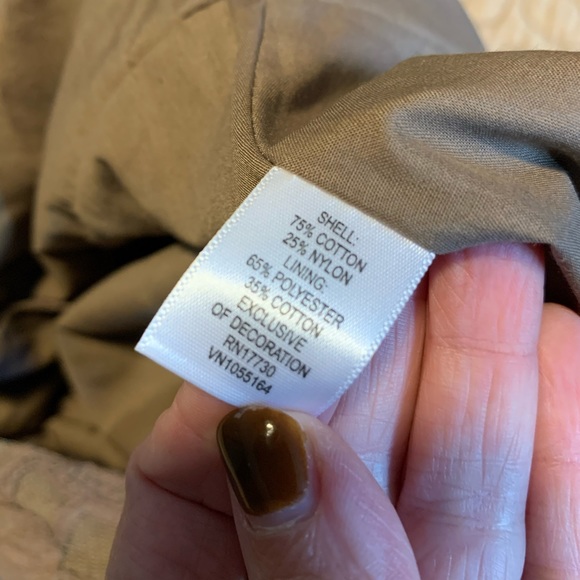 SHELL:
75% COTTON
25% NYLON
LINING:
65% POLYESTER
35% COTTON
EXCLUSIVE
OF DECORATION
RN17730
VN1055164